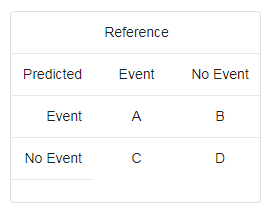 Reference
Predicted Event No Event
Event A B
No Event C D